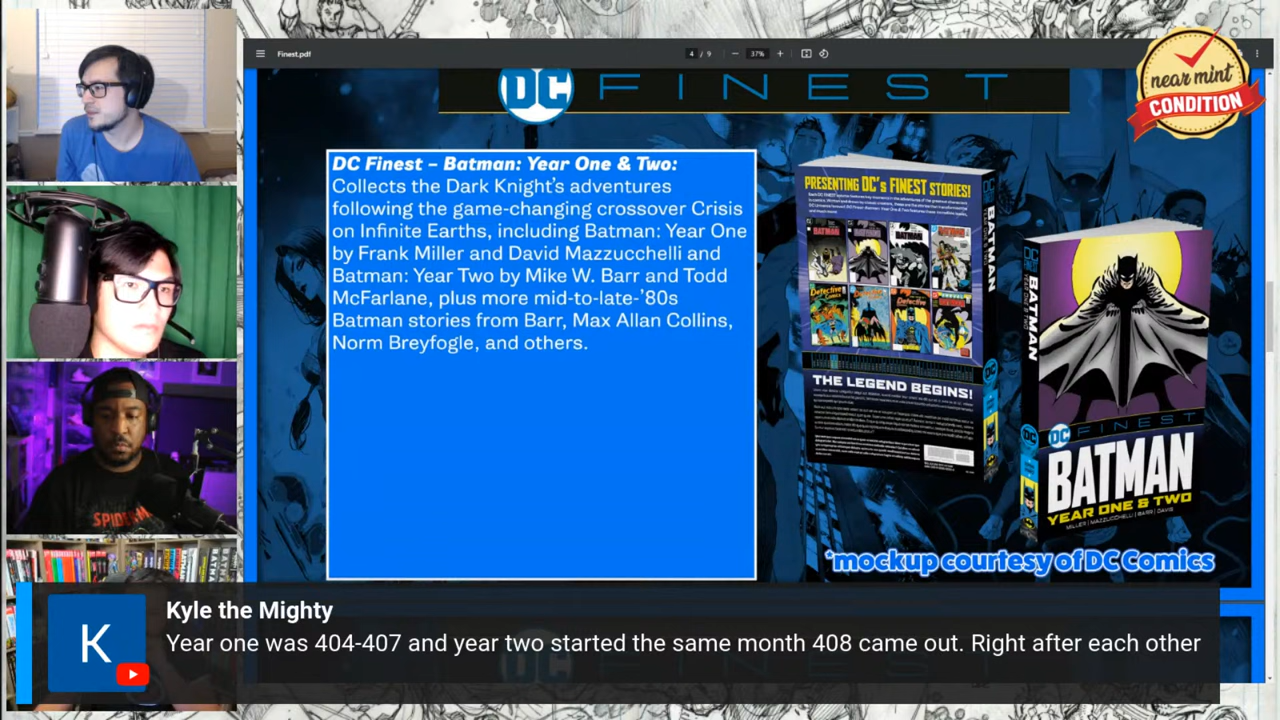 Finest.pdf
4 / 9
37%
near mint
CONDITION
DC FINEST
DC Finest – Batman: Year One & Two:
Collects the Dark Knight's adventures
following the game-changing crossover Crisis
on Infinite Earths, including Batman: Year One
by Frank Miller and David Mazzucchelli and
Batman: Year Two by Mike W. Barr and Todd
McFarlane, plus more mid-to-late-'80s
Batman stories from Barr, Max Allan Collins,
Norm Breyfogle, and others.
PRESENTING DC's FINEST STORIES!
THE LEGEND BEGINS!
BATMAN
DC
BATMAN
DC FINEST
BATMAN
YEAR ONE & TWO
MILLER | MAZZUCCHELLI | BARR | DAVIS
*mockup courtesy of DC Comics
K
Kyle the Mighty
Year one was 404-407 and year two started the same month 408 came out. Right after each other